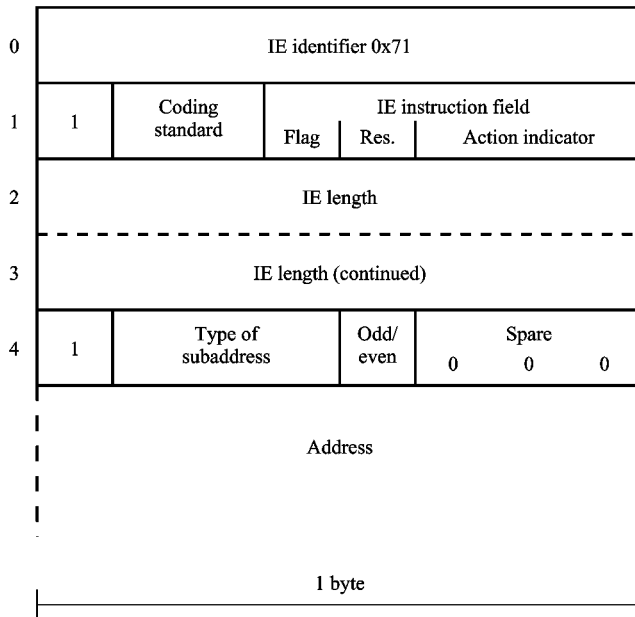 0 IE identifier 0x71
1 1 Coding standard IE instruction field
Flag Res. Action indicator
2 IE length
3 IE length (continued)
4 1 Type of subaddress Odd/ even Spare
0 0 0
Address
1 byte